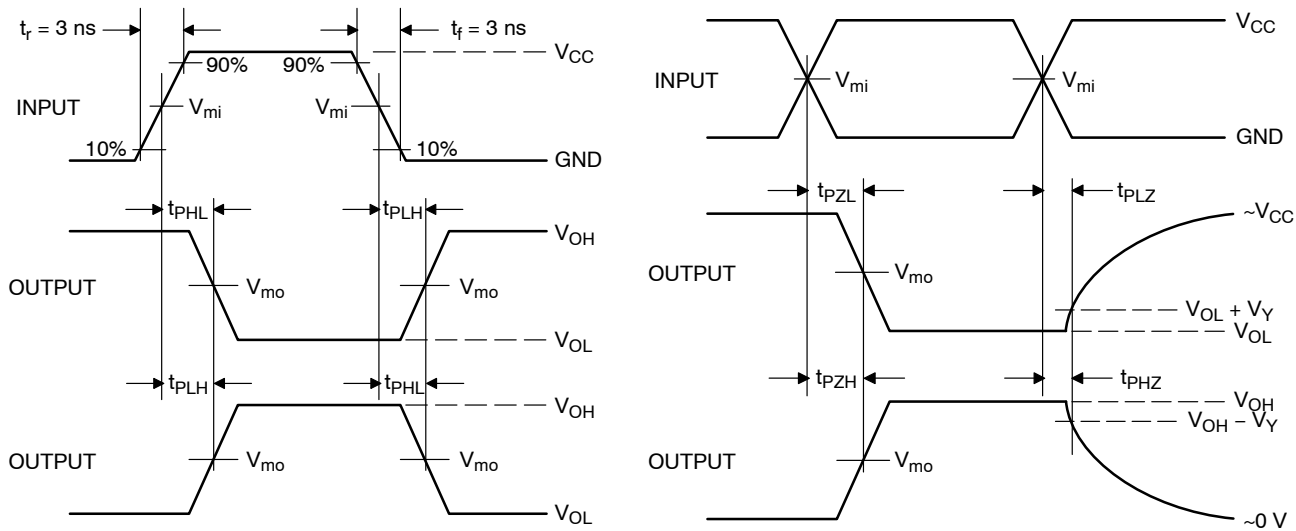 t_r = 3 ns
t_f = 3 ns
V_CC
90%
90%
INPUT
V_mi
V_mi
10%
10%
GND
t_PHL
t_PLH
V_OH
OUTPUT
V_mo
V_mo
V_OL
t_PLH
t_PHL
V_OH
OUTPUT
V_mo
V_mo
V_OL
V_CC
INPUT
V_mi
V_mi
GND
t_PZL
t_PLZ
~V_CC
OUTPUT
V_mo
V_OL + V_Y
V_OL
t_PZH
t_PHZ
V_OH
V_OH – V_Y
OUTPUT
V_mo
~0 V